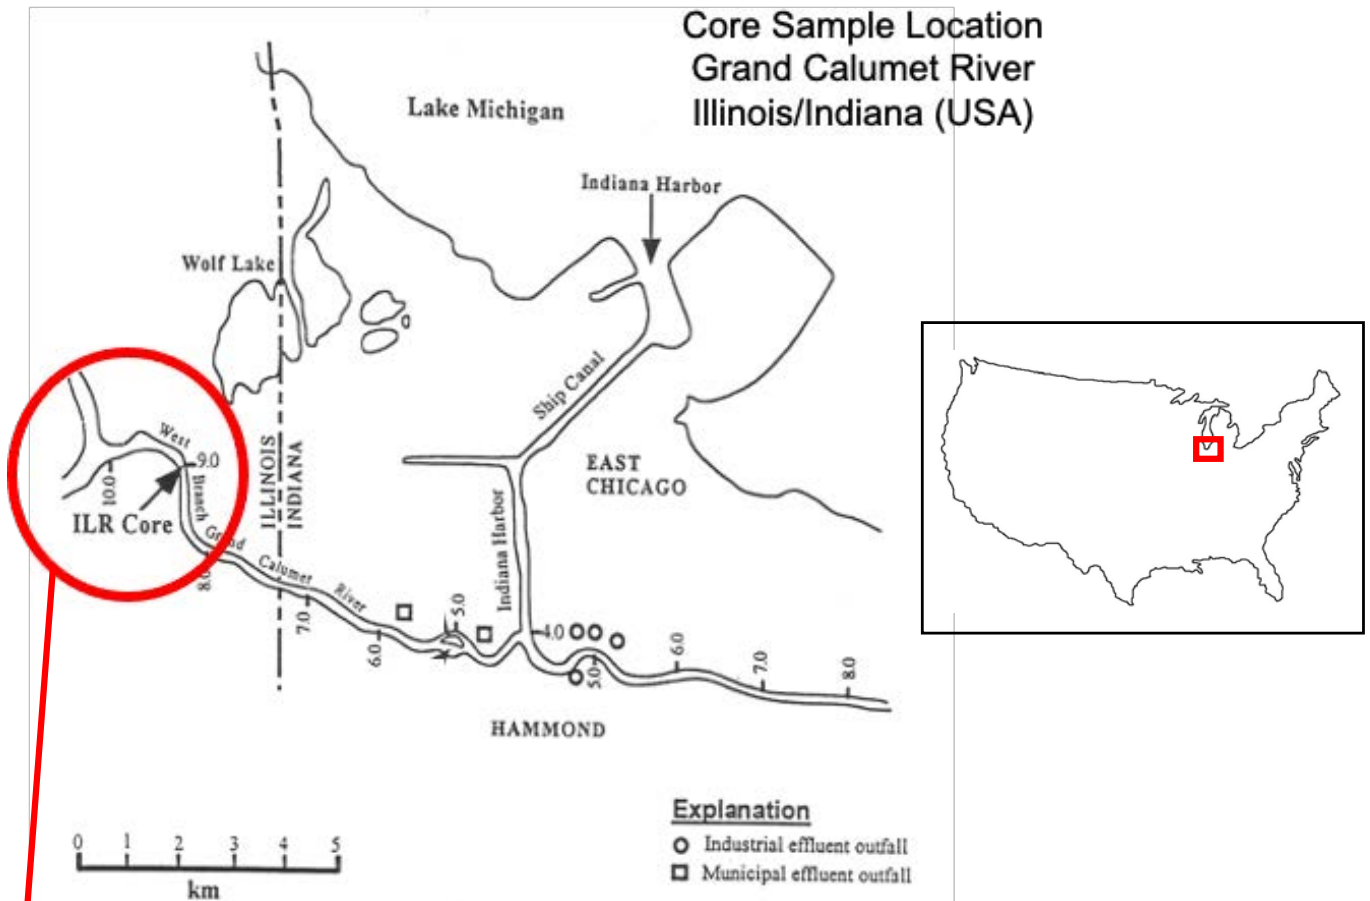 Core Sample Location
Grand Calumet River
Illinois/Indiana (USA)
Lake Michigan
Indiana Harbor
Wolf Lake
Ship Canal
West
9.0
ILLINOIS
INDIANA
EAST
CHICAGO
10.0
Branch
ILR Core
Grand
Calumet
River
Indiana Harbor
8.0
7.0
6.0
5.0
4.0
5.0
6.0
7.0
8.0
HAMMOND
Explanation
Industrial effluent outfall
Municipal effluent outfall
0 1 2 3 4 5
km